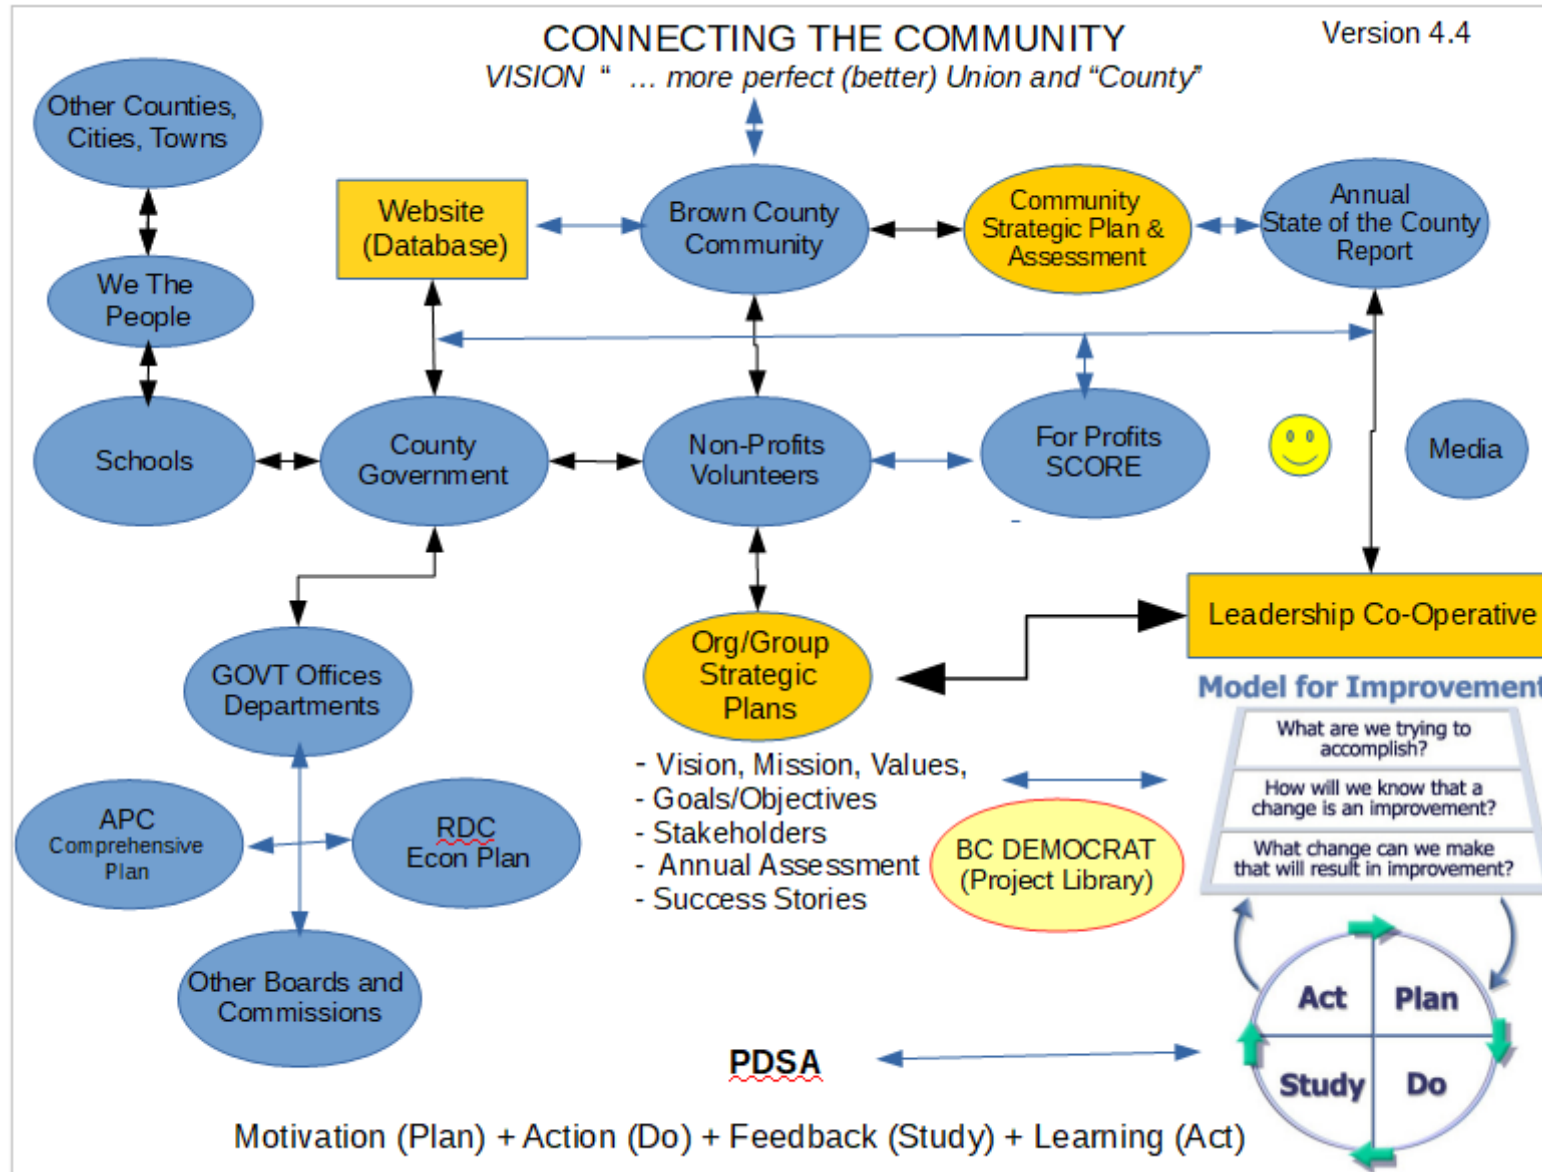 CONNECTING THE COMMUNITY
Version 4.4
VISION “ … more perfect (better) Union and “County”
Other Counties,
Cities, Towns
Website
(Database)
Brown County
Community
Community
Strategic Plan &
Assessment
Annual
State of the County
Report
We The
People
Schools
County
Government
Non-Profits
Volunteers
For Profits
SCORE
Media
GOVT Offices
Departments
Org/Group
Strategic
Plans
Leadership Co-Operative
Model for Improvement
What are we trying to
accomplish?
How will we know that a
change is an improvement?
What change can we make
that will result in improvement?
- Vision, Mission, Values,
- Goals/Objectives
- Stakeholders
- Annual Assessment
- Success Stories
BC DEMOCRAT
(Project Library)
APC
Comprehensive
Plan
RDC
Econ Plan
Other Boards and
Commissions
Act
Plan
Study
Do
PDSA
Motivation (Plan) + Action (Do) + Feedback (Study) + Learning (Act)